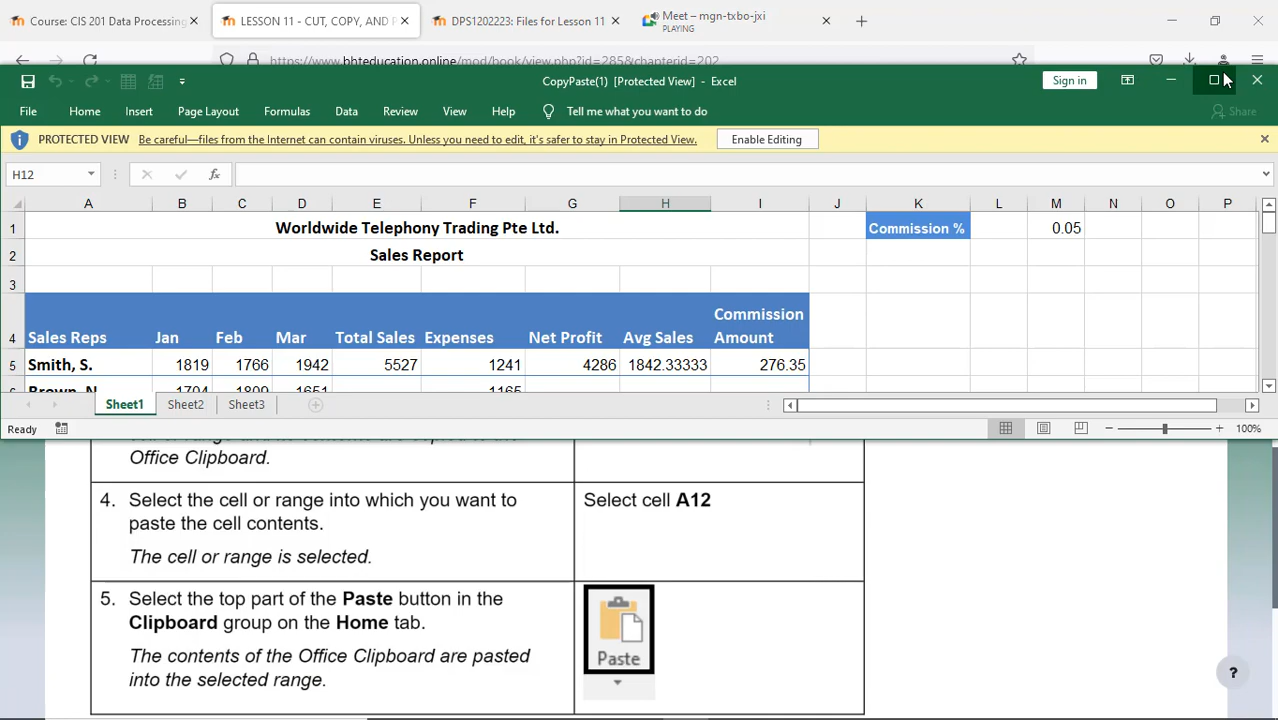 Course: CIS 201 Data Processing
LESSON 11 - CUT, COPY, AND P
DPS1202223: Files for Lesson 11
Meet – mgn-txbo-jxi
PLAYING
https://www.bhteducation.online/mod/book/view.php?id=285&chapterid=202
CopyPaste(1) [Protected View] - Excel
Sign in
File Home Insert Page Layout Formulas Data Review View Help Tell me what you want to do Share
PROTECTED VIEW Be careful—files from the Internet can contain viruses. Unless you need to edit, it's safer to stay in Protected View. Enable Editing
H12 fx
A B C D E F G H I J K L M N O P
1 Worldwide Telephony Trading Pte Ltd. Commission % 0.05
2 Sales Report
3
4 Sales Reps Jan Feb Mar Total Sales Expenses Net Profit Avg Sales Commission Amount
5 Smith, S. 1819 1766 1942 5527 1241 4286 1842.33333 276.35
6 Brown, N. 1704 1809 1651 1165
Sheet1 Sheet2 Sheet3
Ready 100%
Office Clipboard.
4. Select the cell or range into which you want to
paste the cell contents.
The cell or range is selected.
Select cell A12
5. Select the top part of the Paste button in the
Clipboard group on the Home tab.
The contents of the Office Clipboard are pasted
into the selected range.
Paste
?